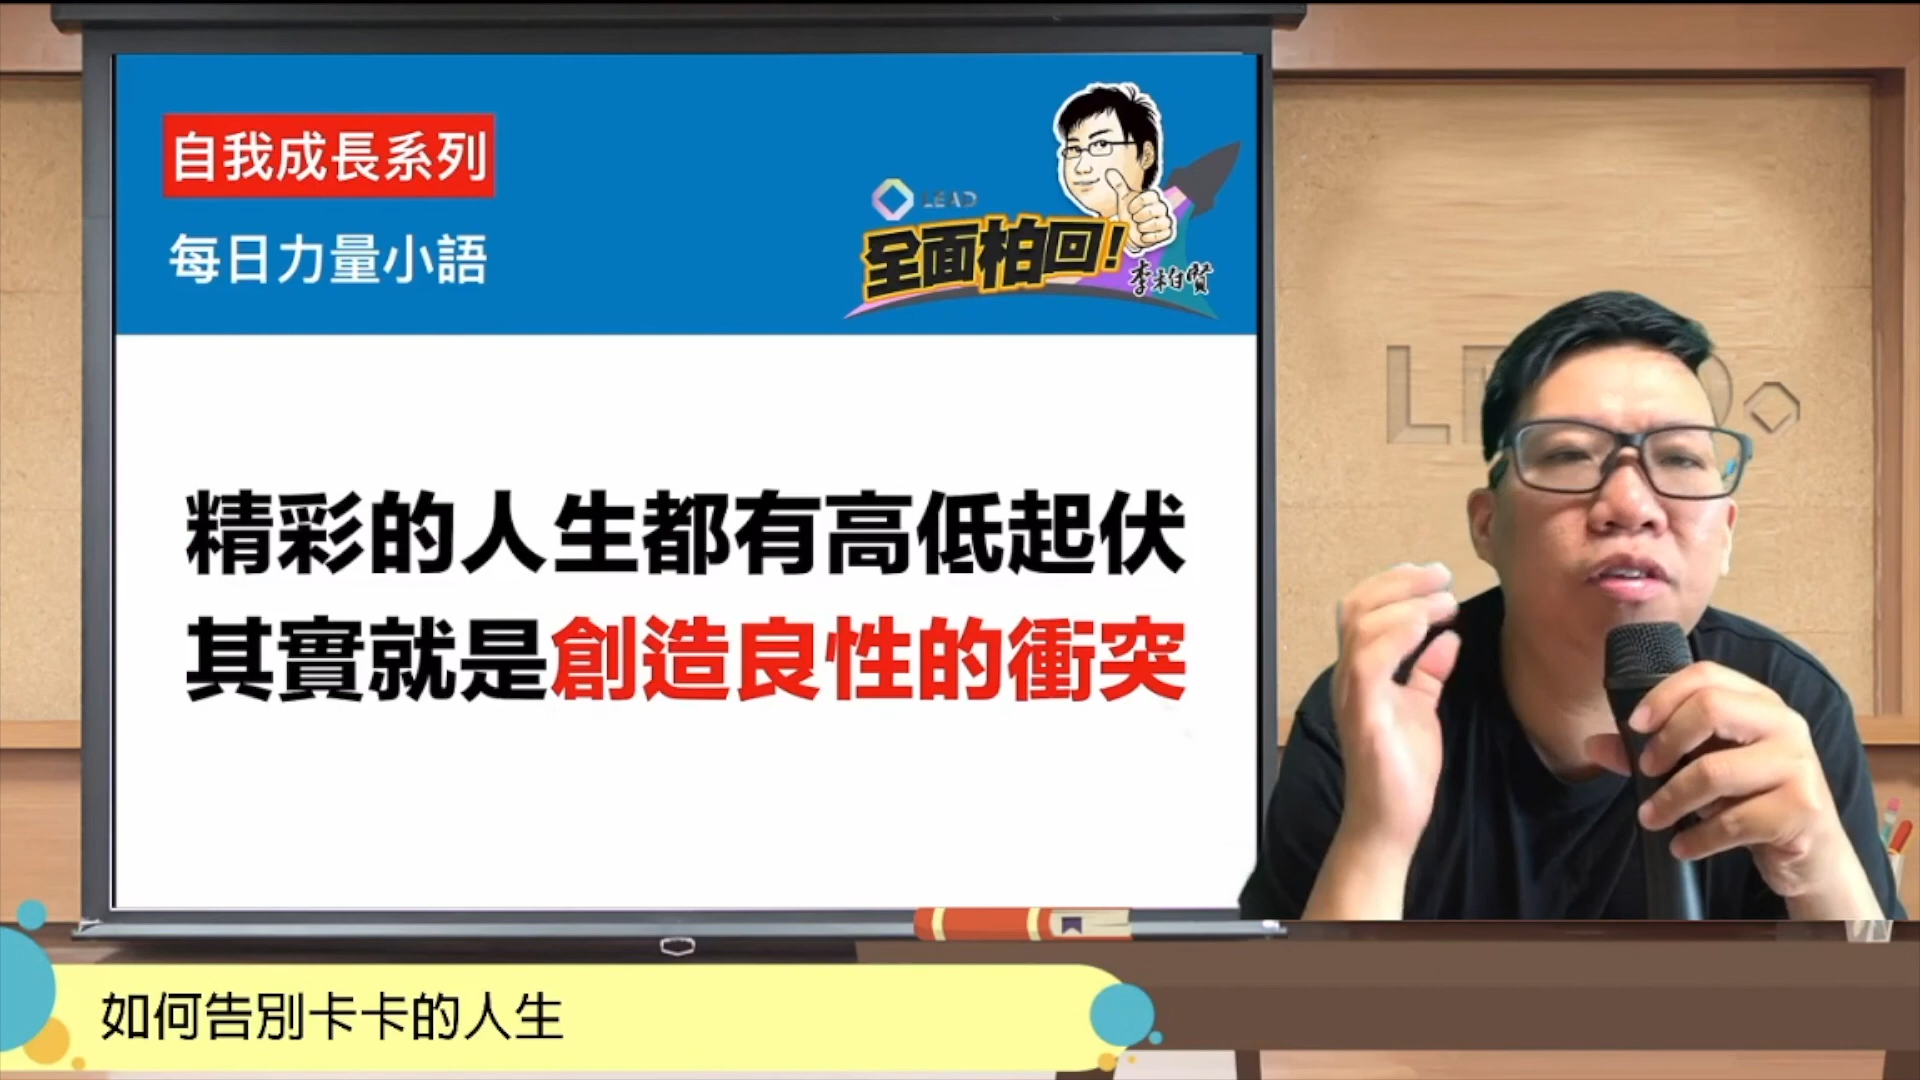 自我成長系列
每日力量小語
LEAD
全面柏回!
李柏賢
精彩的人生都有高低起伏
其實就是創造良性的衝突
如何告別卡卡的人生